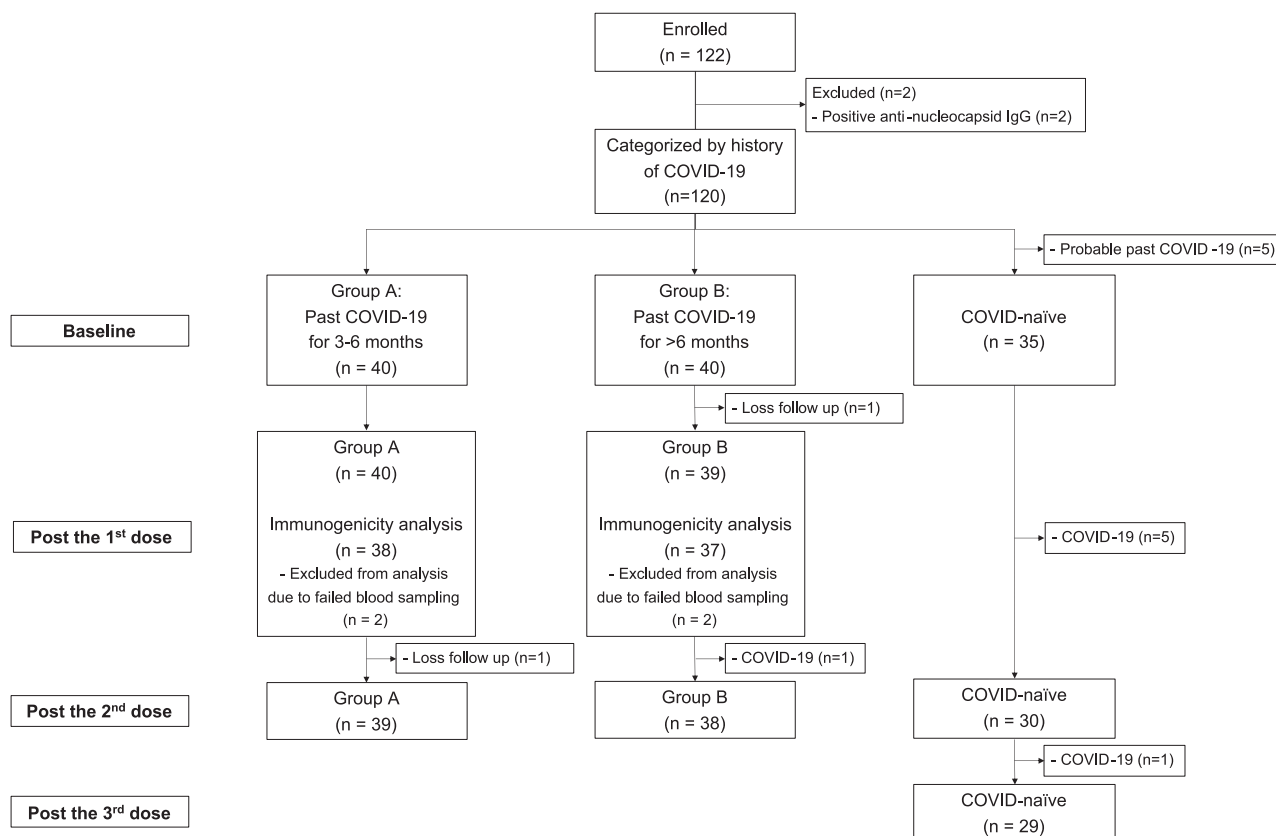 Enrolled
(n = 122)
Excluded (n=2)
- Positive anti-nucleocapsid IgG (n=2)
Categorized by history
of COVID-19
(n=120)
- Probable past COVID -19 (n=5)
Baseline
Group A:
Past COVID-19
for 3-6 months
(n = 40)
Group B:
Past COVID-19
for >6 months
(n = 40)
COVID-naïve
(n = 35)
- Loss follow up (n=1)
Post the 1st dose
Group A
(n = 40)
Immunogenicity analysis
(n = 38)
- Excluded from analysis
due to failed blood sampling
(n = 2)
Group B
(n = 39)
Immunogenicity analysis
(n = 37)
- Excluded from analysis
due to failed blood sampling
(n = 2)
- COVID-19 (n=5)
- Loss follow up (n=1)
- COVID-19 (n=1)
Post the 2nd dose
Group A
(n = 39)
Group B
(n = 38)
COVID-naïve
(n = 30)
- COVID-19 (n=1)
Post the 3rd dose
COVID-naïve
(n = 29)